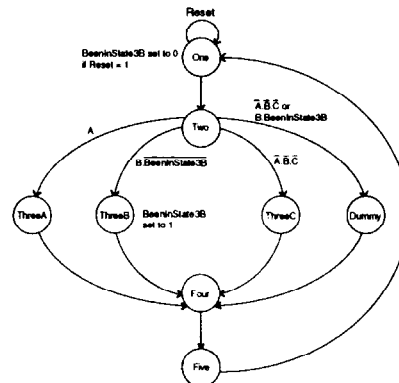 Reset
BeenInState3B set to 0
if Reset = 1
One
A̅.B̅.C̅ or
B.BeenInState3B
Two
A
B.B̅e̅e̅n̅I̅n̅S̅t̅a̅t̅e̅3̅B̅
A̅.B̅.C̅
ThreeA
ThreeB
BeenInState3B
set to 1
ThreeC
Dummy
Four
Five